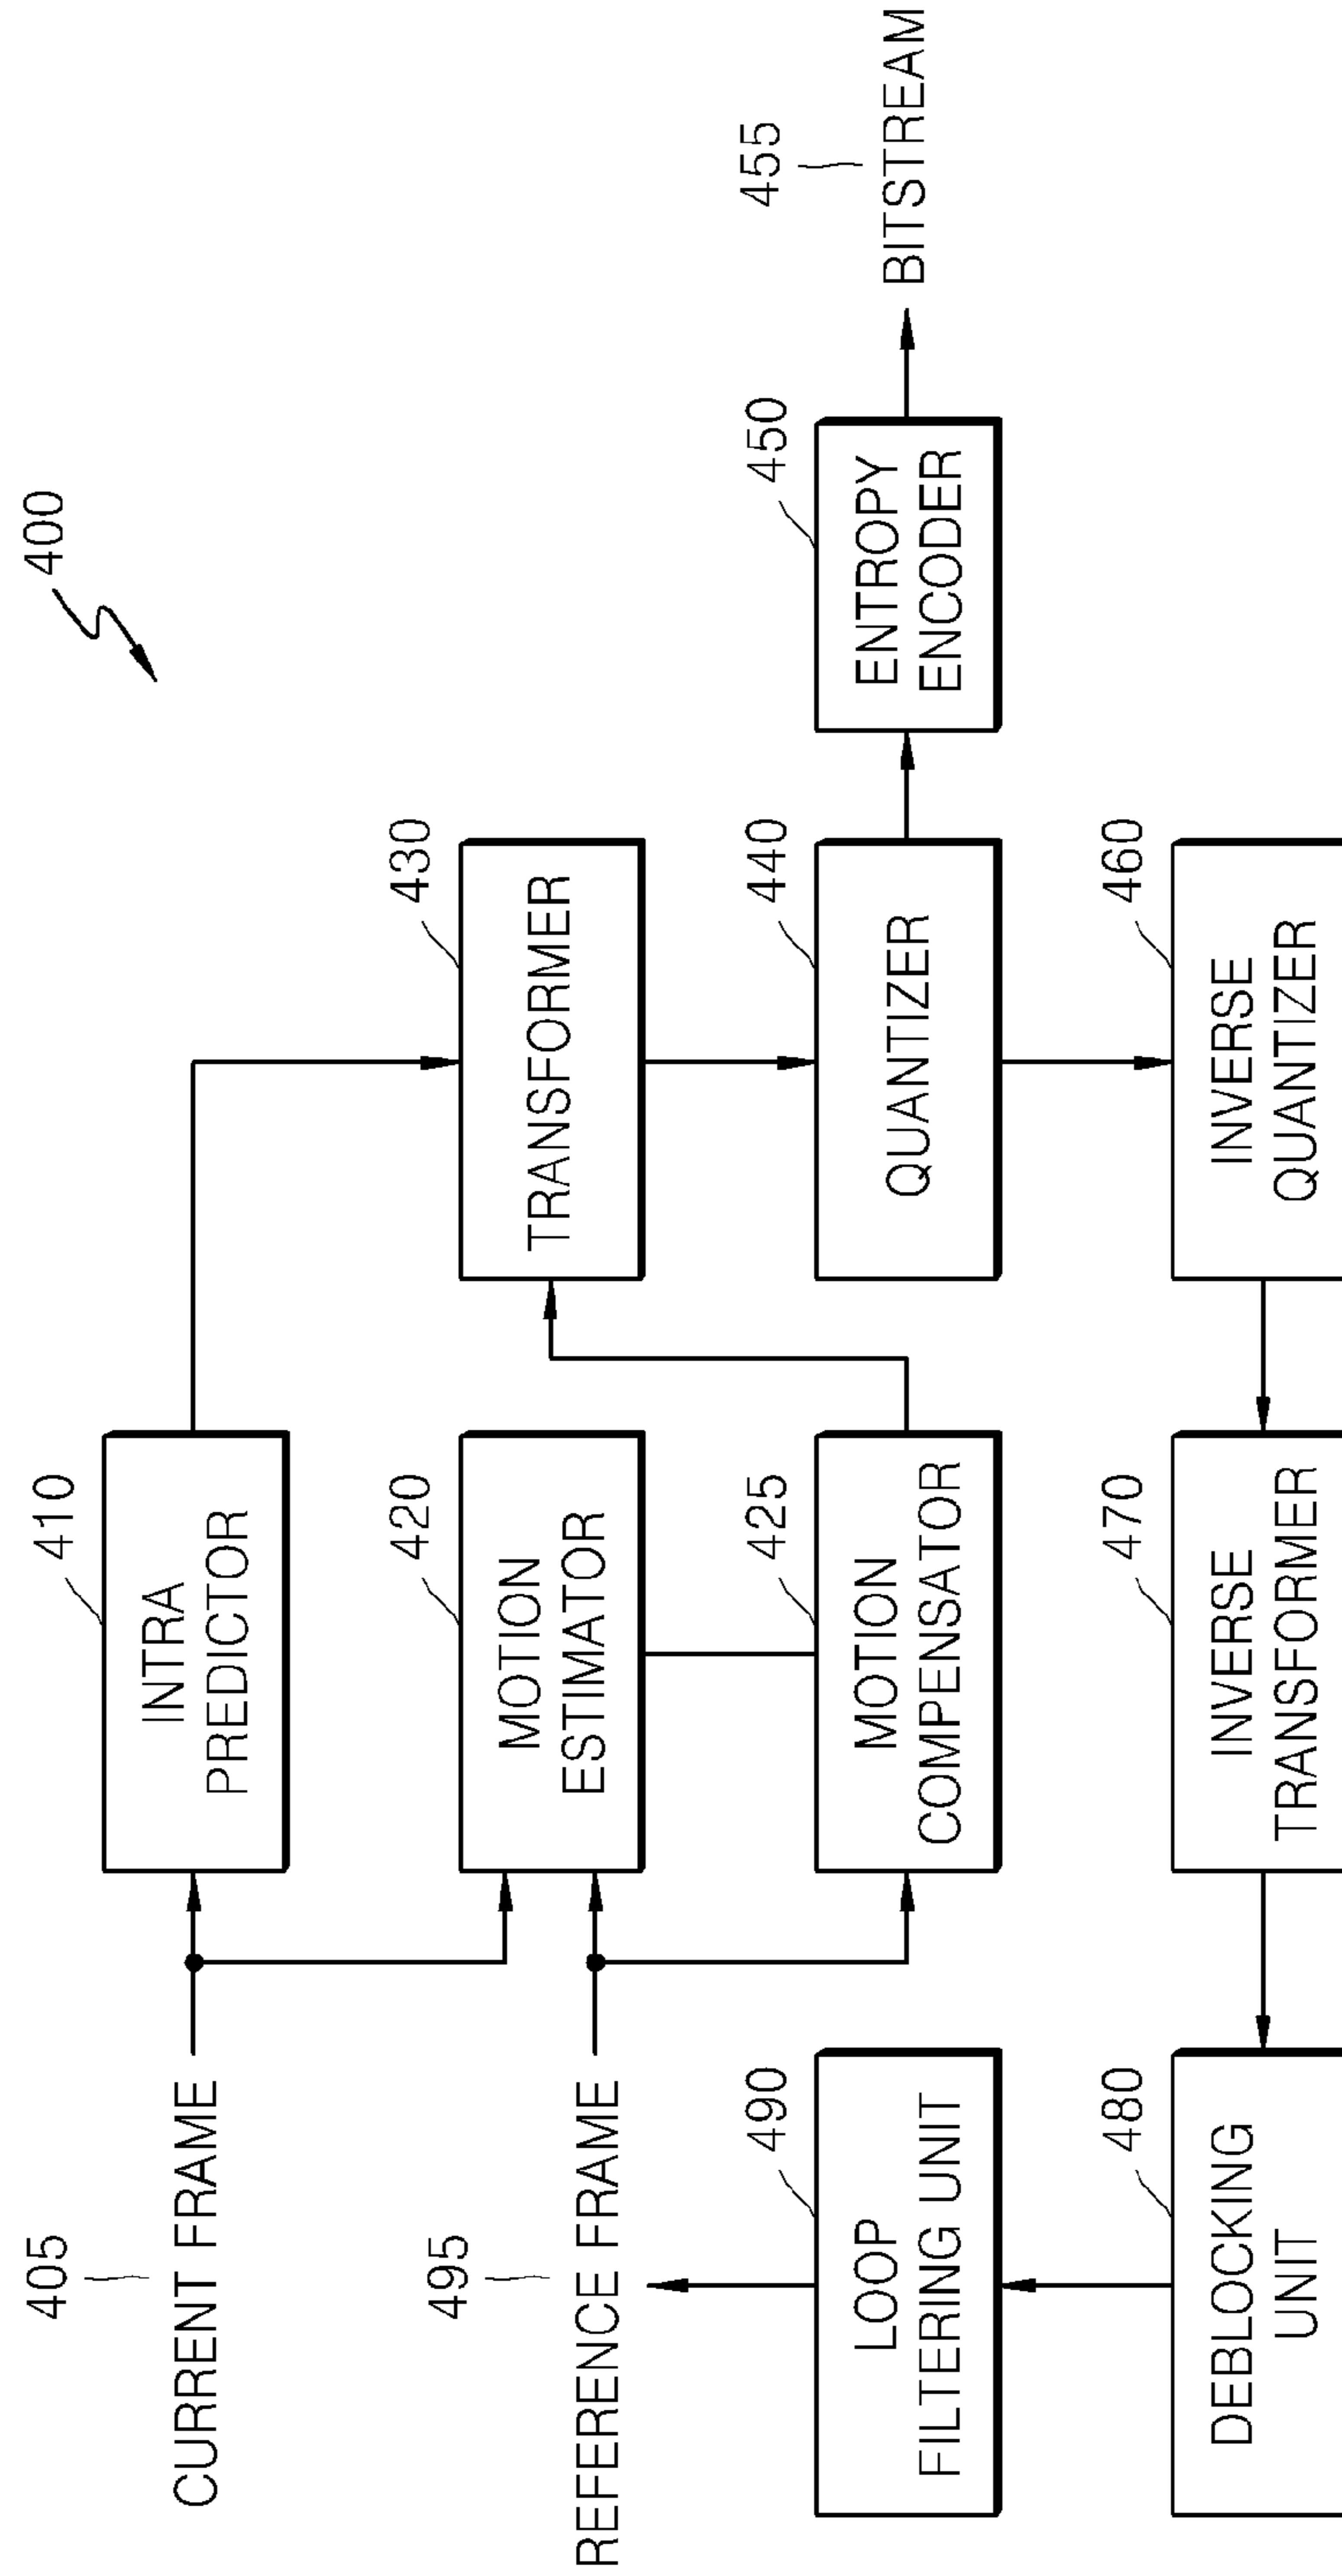 400
405
CURRENT FRAME
410
INTRA
PREDICTOR
495
REFERENCE FRAME
420
MOTION
ESTIMATOR
430
TRANSFORMER
490
LOOP
FILTERING UNIT
425
MOTION
COMPENSATOR
440
QUANTIZER
450
ENTROPY
ENCODER
455
BITSTREAM
480
DEBLOCKING
UNIT
470
INVERSE
TRANSFORMER
460
INVERSE
QUANTIZER